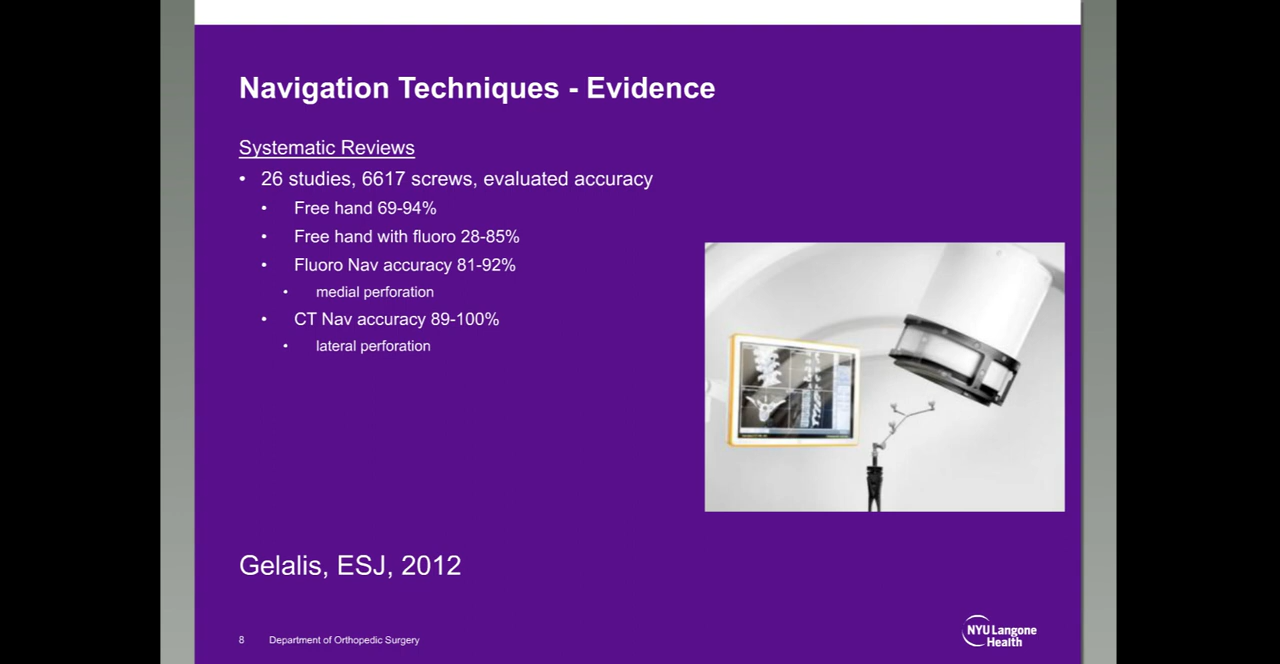 Navigation Techniques - Evidence
Systematic Reviews
• 26 studies, 6617 screws, evaluated accuracy
• Free hand 69-94%
• Free hand with fluoro 28-85%
• Fluoro Nav accuracy 81-92%
• medial perforation
• CT Nav accuracy 89-100%
• lateral perforation
Gelalis, ESJ, 2012
8 Department of Orthopedic Surgery
NYU Langone
Health